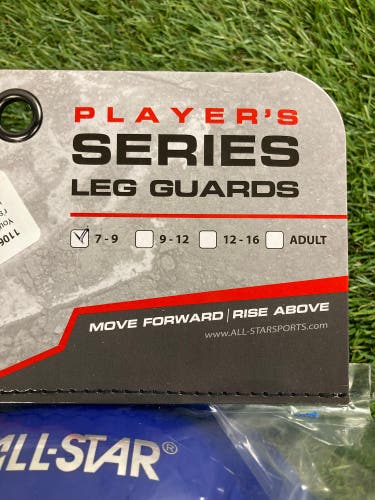 PLAYER'S
SERIES
LEG GUARDS
7 - 9 9 - 12 12 - 16 ADULT
MOVE FORWARD | RISE ABOVE
www.ALL-STARSPORTS.com
ALL-STAR®